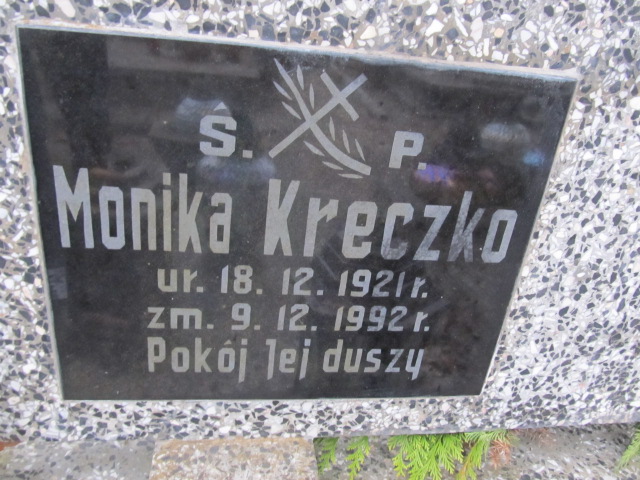 Ś. P.
Monika Kreczko
ur. 18. 12. 1921 r.
zm. 9. 12. 1992 r.
Pokój Jej duszy